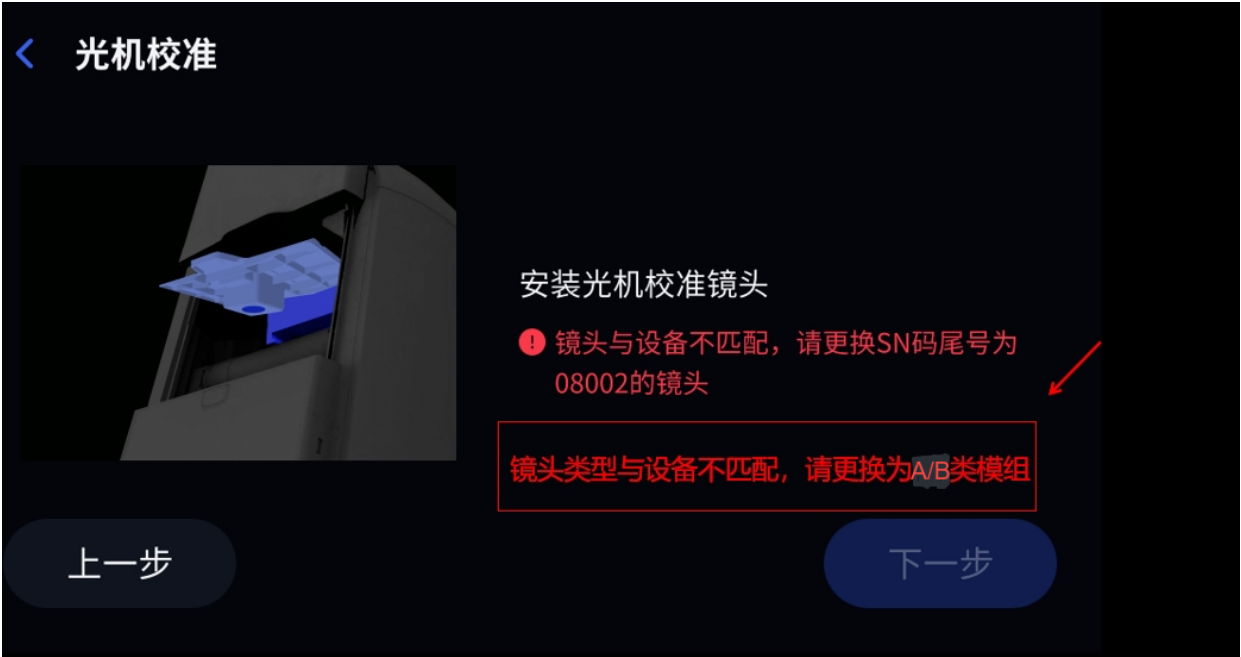 光机校准
安装光机校准镜头
镜头与设备不匹配，请更换SN码尾号为
08002的镜头
镜头类型与设备不匹配，请更换为A/B类模组
上一步
下一步